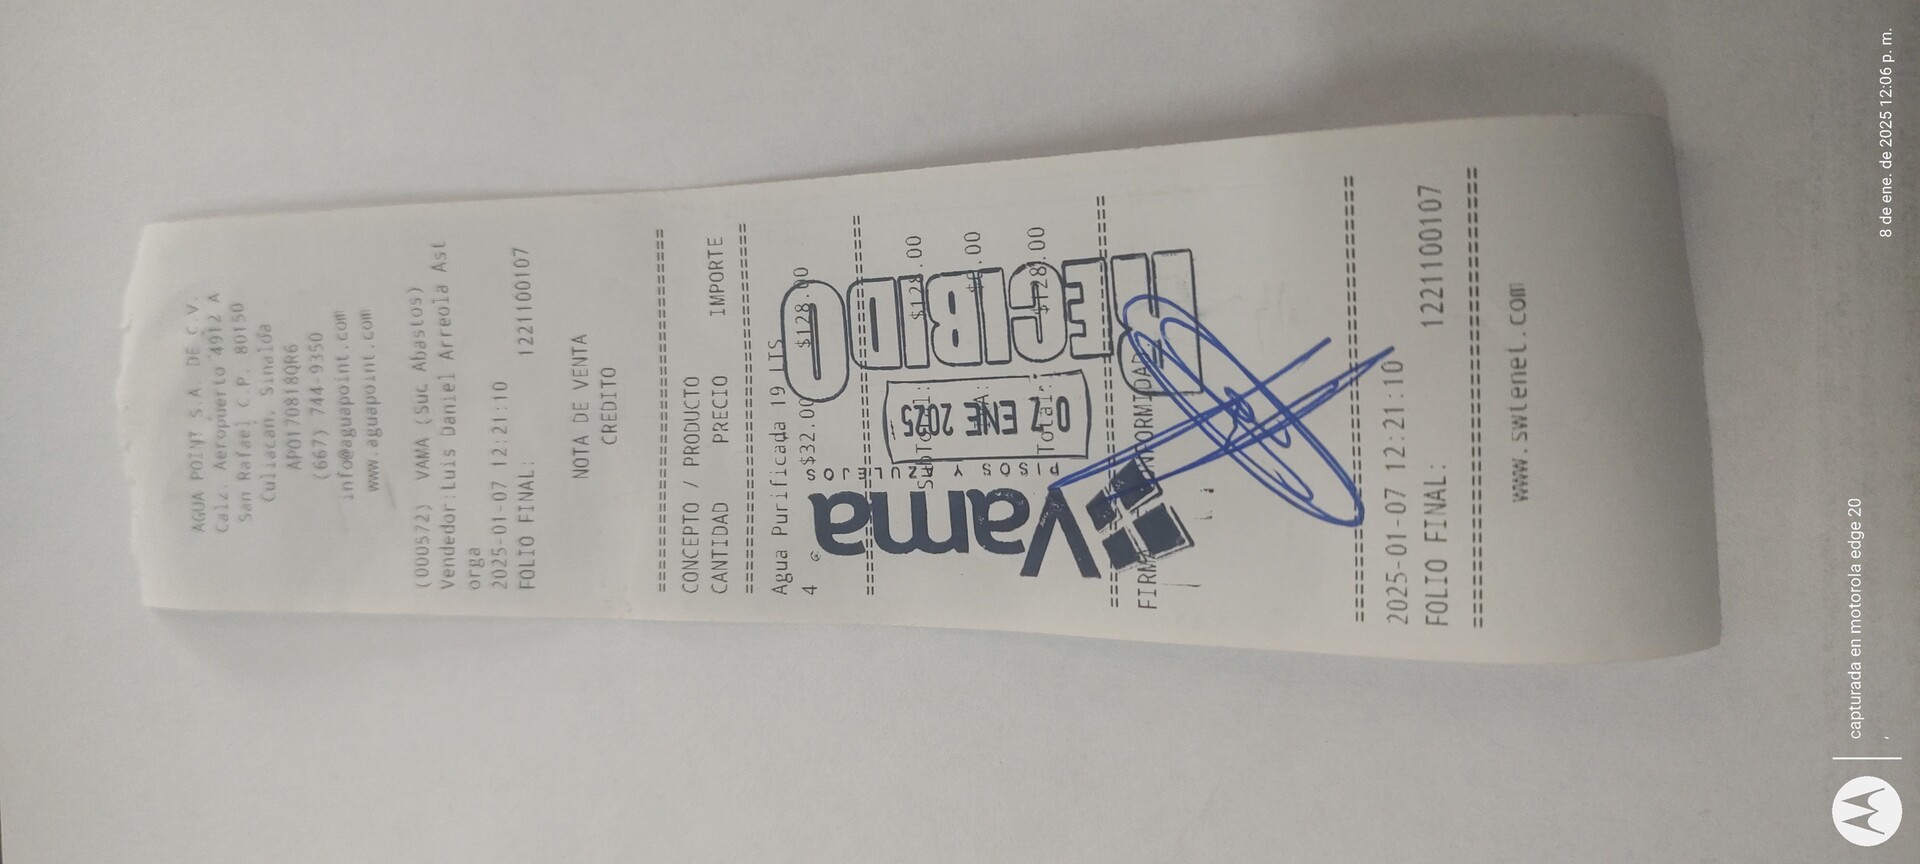 AGUA POINT S.A. DE C.V.
Calz. Aeropuerto 4912 A
San Rafael C.P. 80150
Culiacan, Sinaloa
APO170818QR6
(667) 744-9350
info@aguapoint.com
www.aguapoint.com
(000572) VAMA (Suc Abastos)
Vendedor:Luis Daniel Arreola Ast
orga
2025-01-07 12:21:10
FOLIO FINAL: 1221100107
NOTA DE VENTA
CREDITO
CONCEPTO / PRODUCTO
CANTIDAD PRECIO IMPORTE
Agua Purificada 19 LTS
4 $32.00 $128.00
$128.00
.00
Total: $128.00
FIRMA
2025-01-07 12:21:10
FOLIO FINAL: 1221100107
www.swlenet.com
RECIBIDO
07 ENE 2025
PISOS Y AZULEJOS
Vama
capturada en motorola edge 20
8 de ene. de 2025 12:06 p. m.